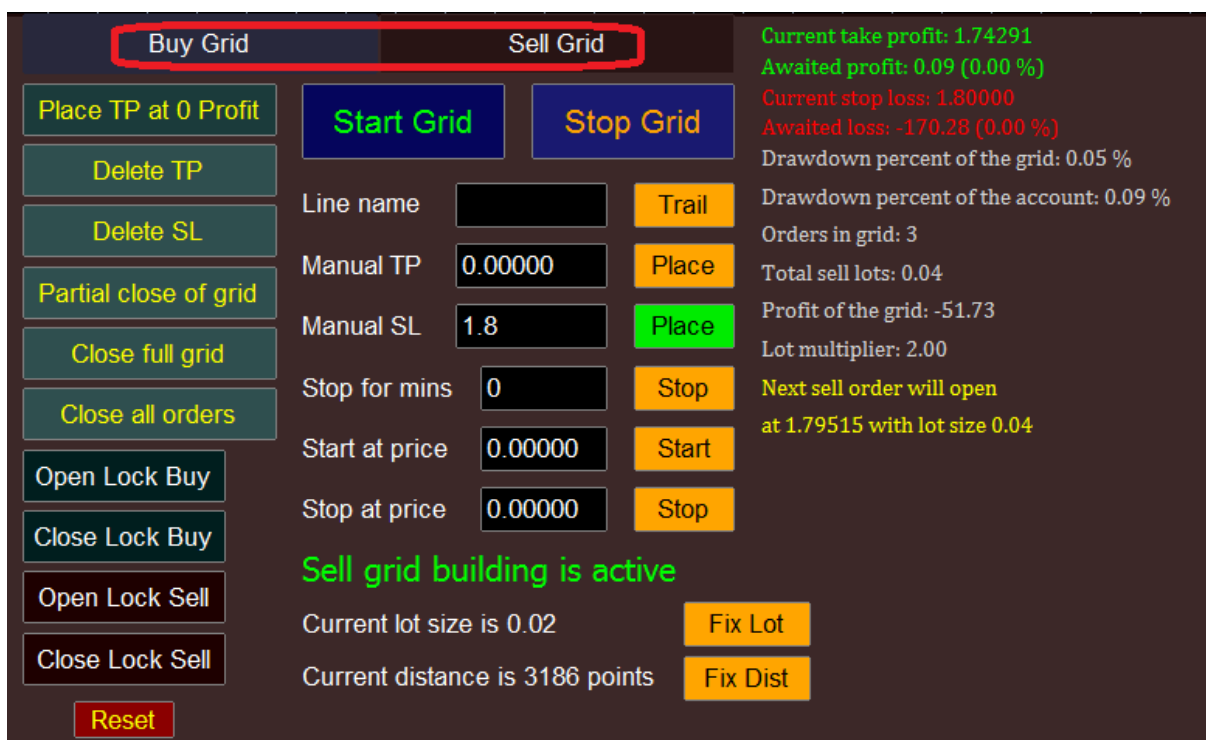 Buy Grid
Sell Grid
Place TP at 0 Profit
Delete TP
Delete SL
Partial close of grid
Close full grid
Close all orders
Open Lock Buy
Close Lock Buy
Open Lock Sell
Close Lock Sell
Reset
Start Grid
Stop Grid
Line name
Trail
Manual TP 0.00000 Place
Manual SL 1.8 Place
Stop for mins 0 Stop
Start at price 0.00000 Start
Stop at price 0.00000 Stop
Sell grid building is active
Current lot size is 0.02 Fix Lot
Current distance is 3186 points Fix Dist
Current take profit: 1.74291
Awaited profit: 0.09 (0.00 %)
Current stop loss: 1.80000
Awaited loss: -170.28 (0.00 %)
Drawdown percent of the grid: 0.05 %
Drawdown percent of the account: 0.09 %
Orders in grid: 3
Total sell lots: 0.04
Profit of the grid: -51.73
Lot multiplier: 2.00
Next sell order will open
at 1.79515 with lot size 0.04